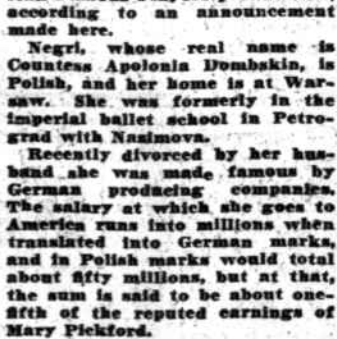 according to an announcement
made here.
Negri, whose real name is
Countess Apolonia Dombskin, is
Polish, and her home is at War-
saw. She was formerly in the
imperial ballet school in Petro-
grad with Nazimova.
Recently divorced by her hus-
band she was made famous by
German producing companies.
The salary at which she goes to
America runs into millions when
translated into German marks,
and in Polish marks would total
about fifty millions, but at that,
the sum is said to be about one-
fifth of the reputed earnings of
Mary Pickford.